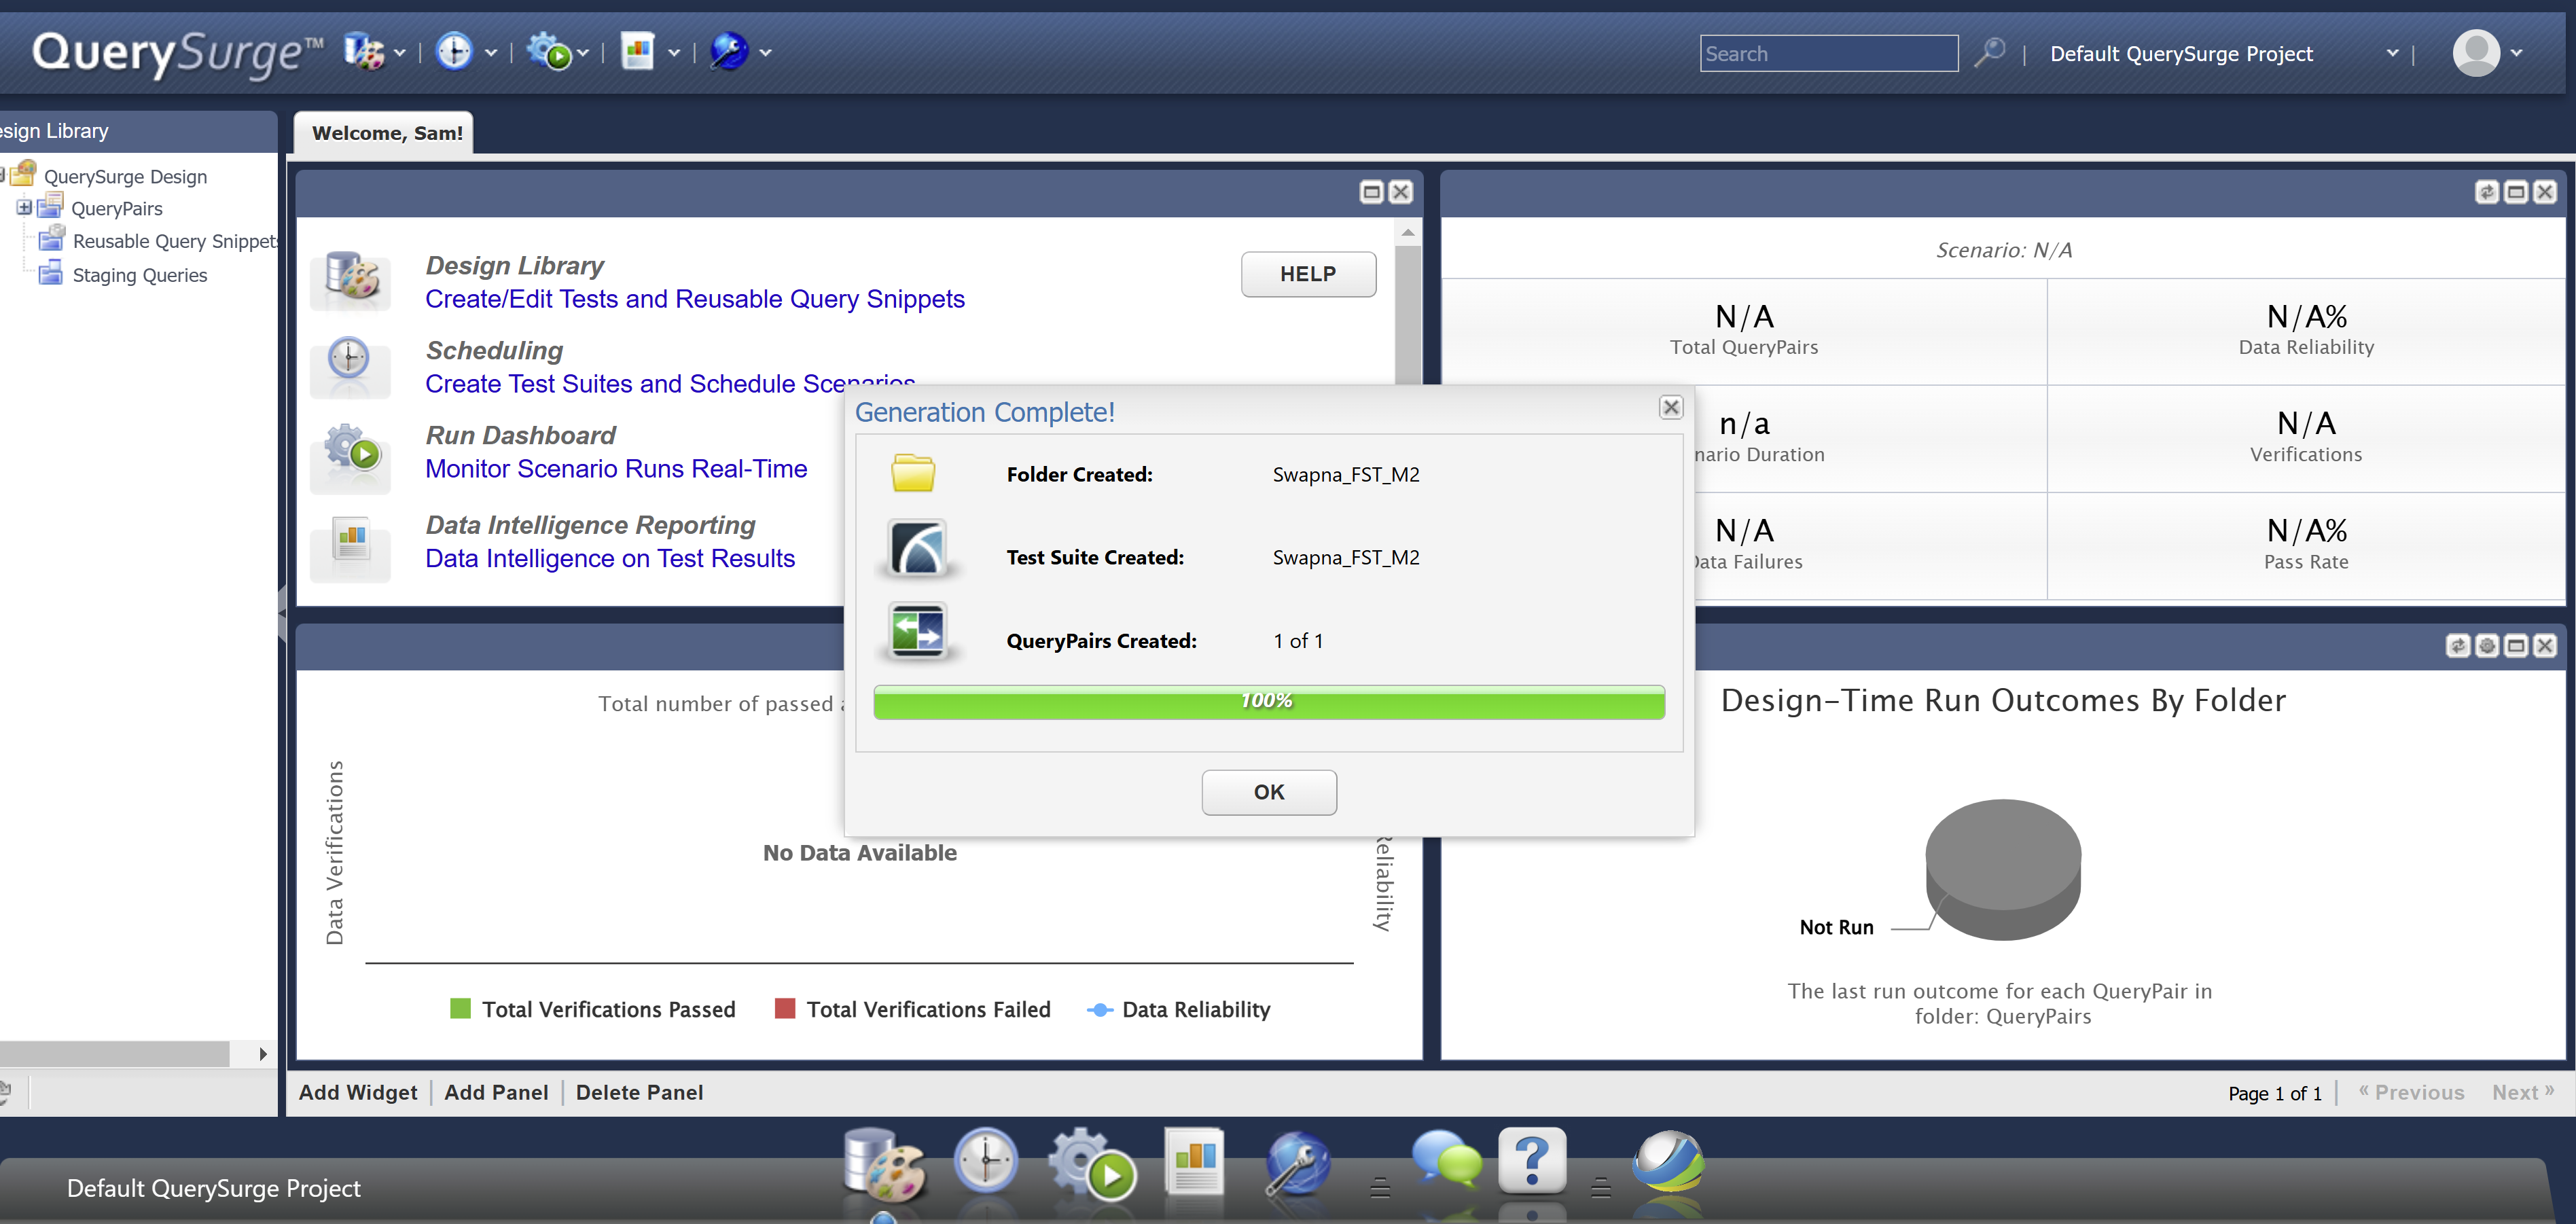 QuerySurge™
Search
Default QuerySurge Project
esign Library
Welcome, Sam!
QuerySurge Design
QueryPairs
Reusable Query Snippets
Staging Queries
Design Library
Create/Edit Tests and Reusable Query Snippets
HELP
Scheduling
Create Test Suites and Schedule Scenarios
Run Dashboard
Monitor Scenario Runs Real-Time
Data Intelligence Reporting
Data Intelligence on Test Results
Scenario: N/A
N/A
Total QueryPairs
N/A%
Data Reliability
n/a
nario Duration
N/A
Verifications
N/A
Data Failures
N/A%
Pass Rate
Generation Complete!
Folder Created: Swapna_FST_M2
Test Suite Created: Swapna_FST_M2
QueryPairs Created: 1 of 1
100%
OK
Total number of passed a
Data Verifications
No Data Available
Reliability
Total Verifications Passed
Total Verifications Failed
Data Reliability
Design-Time Run Outcomes By Folder
Not Run
The last run outcome for each QueryPair in
folder: QueryPairs
Add Widget
Add Panel
Delete Panel
Page 1 of 1
« Previous
Next »
Default QuerySurge Project